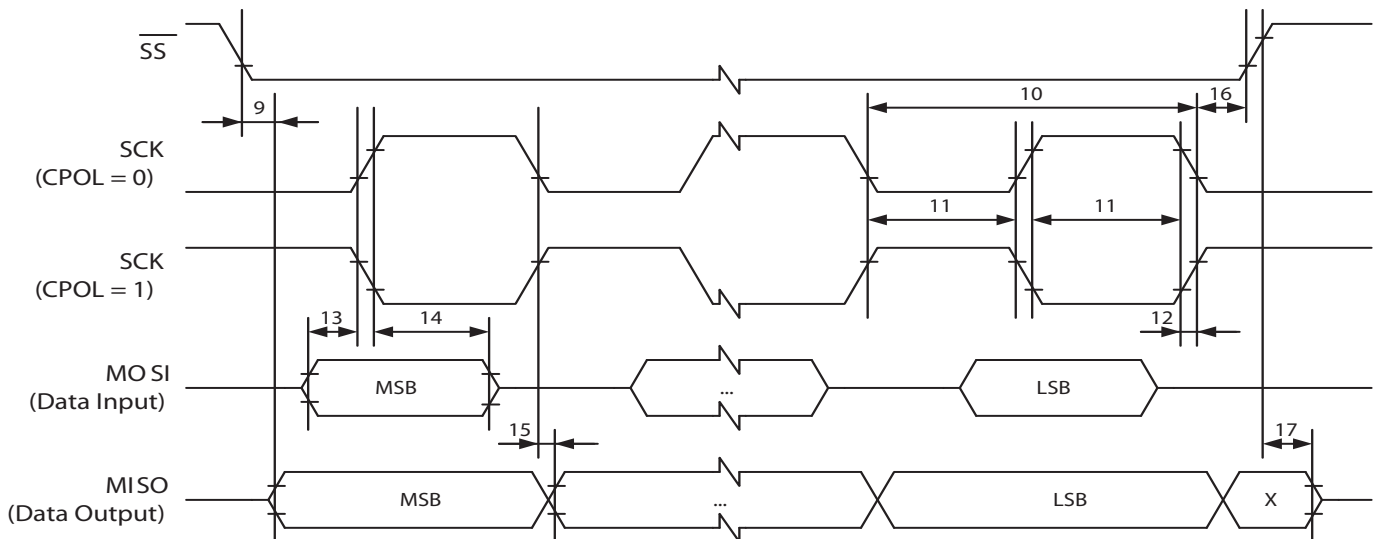 SS
9
10
16
SCK
(CPOL = 0)
11
11
SCK
(CPOL = 1)
13
14
12
MO SI
(Data Input)
MSB
...
LSB
15
17
MI SO
(Data Output)
MSB
...
LSB
X